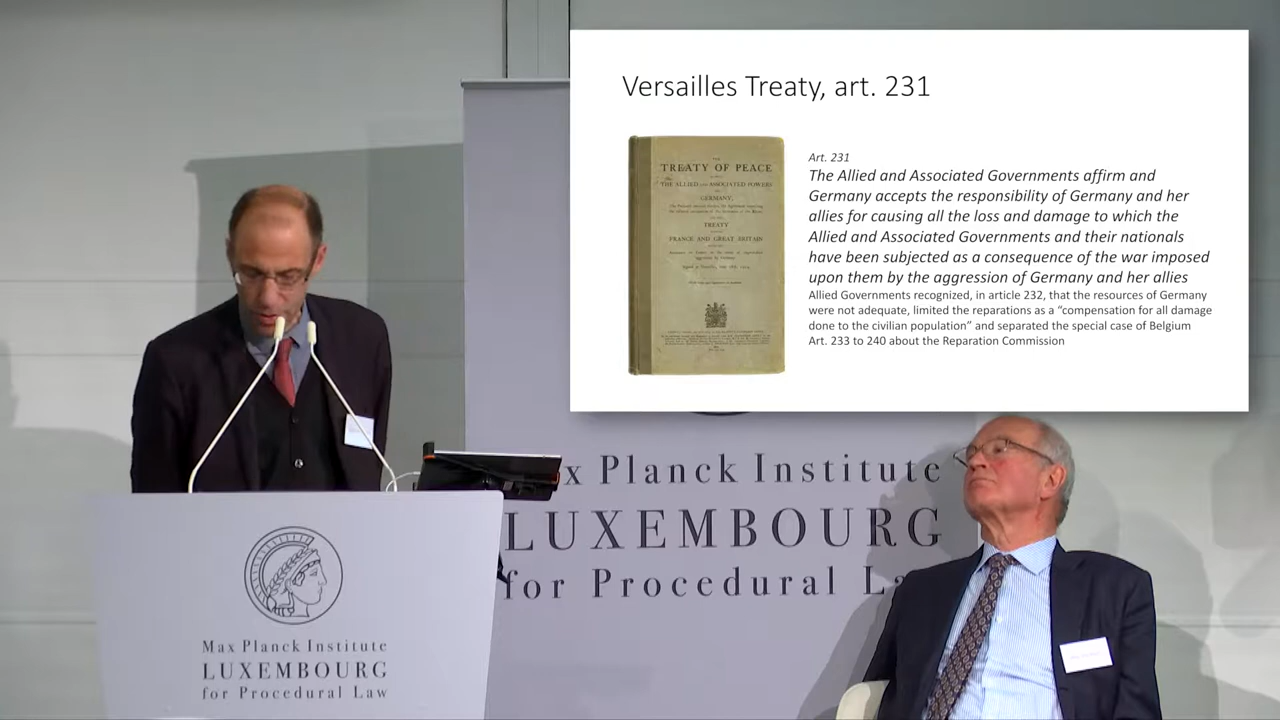 Versailles Treaty, art. 231
TREATY OF PEACE
THE ALLIED AND ASSOCIATED POWERS
GERMANY,
TREATY
FRANCE AND GREAT BRITAIN
Art. 231
The Allied and Associated Governments affirm and
Germany accepts the responsibility of Germany and her
allies for causing all the loss and damage to which the
Allied and Associated Governments and their nationals
have been subjected as a consequence of the war imposed
upon them by the aggression of Germany and her allies
Allied Governments recognized, in article 232, that the resources of Germany
were not adequate, limited the reparations as a “compensation for all damage
done to the civilian population” and separated the special case of Belgium
Art. 233 to 240 about the Reparation Commission
x Planck Institute
LUXEMBOURG
for Procedural La
Max Planck Institute
LUXEMBOURG
for Procedural Law